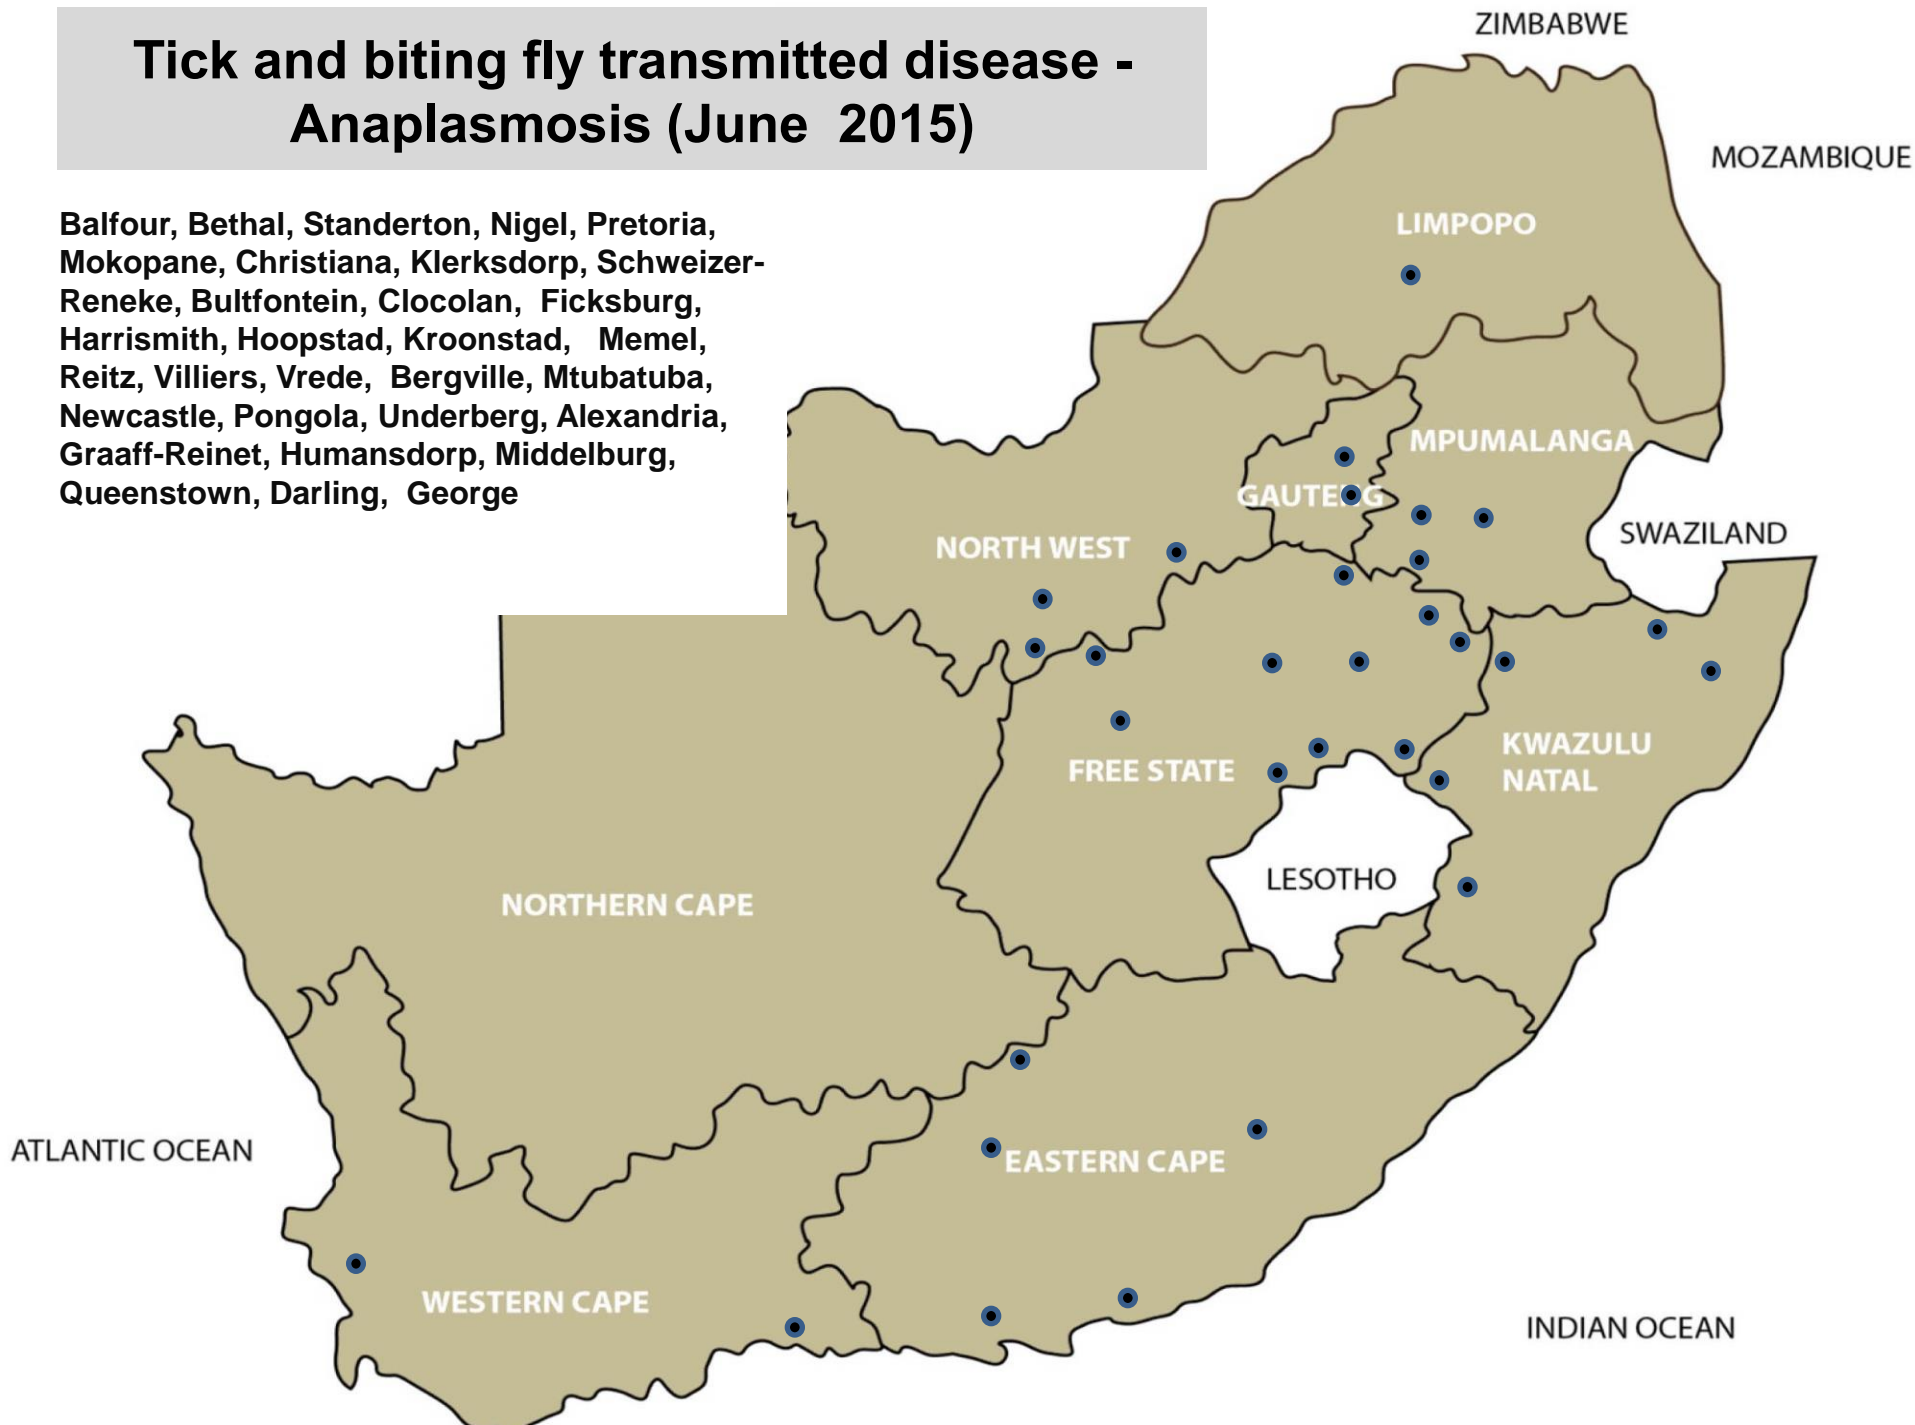 Tick and biting fly transmitted disease -
Anaplasmosis (June  2015)
Balfour, Bethal, Standerton, Nigel, Pretoria,
Mokopane, Christiana, Klerksdorp, Schweizer-
Reneke, Bultfontein, Clocolan,  Ficksburg,
Harrismith, Hoopstad, Kroonstad,   Memel,
Reitz, Villiers, Vrede,  Bergville, Mtubatuba,
Newcastle, Pongola, Underberg, Alexandria,
Graaff-Reinet, Humansdorp, Middelburg,
Queenstown, Darling,  George
ZIMBABWE
MOZAMBIQUE
LIMPOPO
MPUMALANGA
GAUTENG
SWAZILAND
NORTH WEST
KWAZULU
NATAL
FREE STATE
LESOTHO
NORTHERN CAPE
ATLANTIC OCEAN
EASTERN CAPE
WESTERN CAPE
INDIAN OCEAN